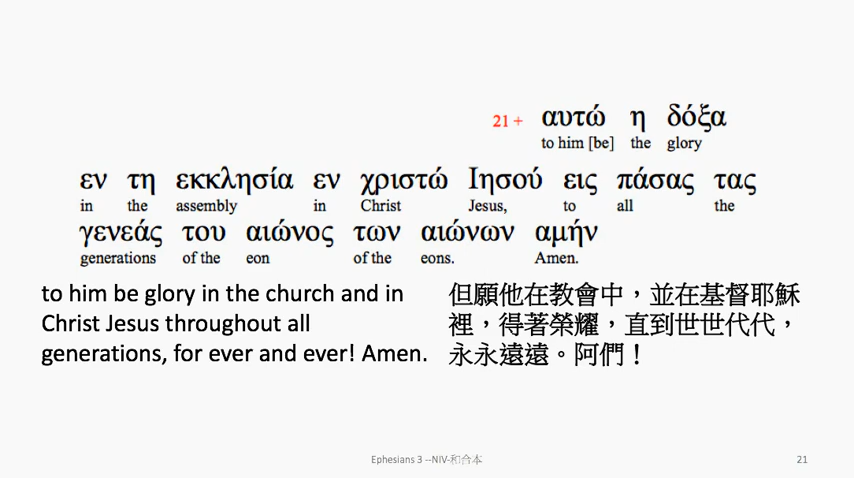 21 + αυτώ η δόξα
to him [be] the glory
εν τη εκκλησία εν χριστώ Ιησού εις πάσας τας
in the assembly in Christ Jesus, to all the
γενεάς του αιώνος των αιώνων αμήν
generations of the eon of the eons. Amen.
to him be glory in the church and in
Christ Jesus throughout all
generations, for ever and ever! Amen.
但願他在教會中，並在基督耶穌
裡，得著榮耀，直到世世代代，
永永遠遠。阿們！
Ephesians 3 --NIV-和合本
21